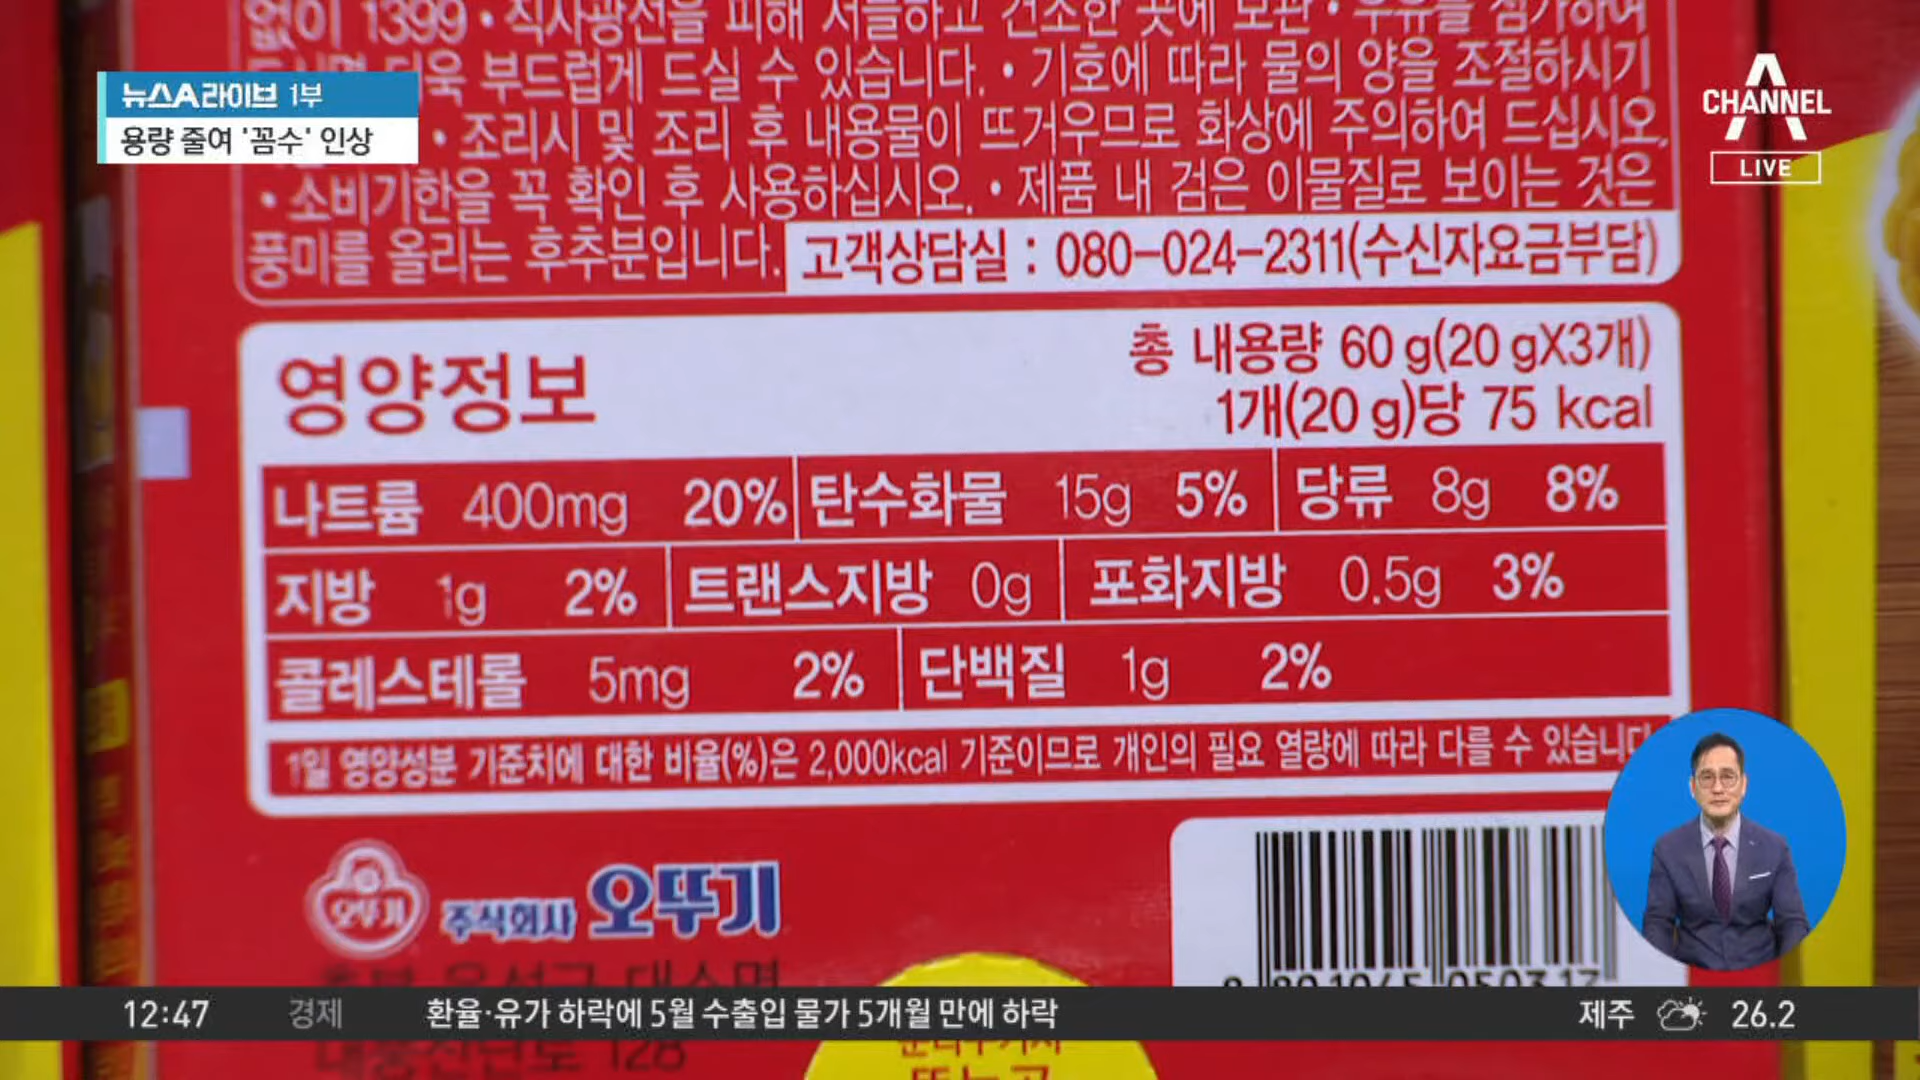 없이 1399 • 직사광선을 피해 서늘하고 건조한 곳에 보관 • 우유를 첨가하여
더욱 부드럽게 드실 수 있습니다. • 기호에 따라 물의 양을 조절하시기
• 조리시 및 조리 후 내용물이 뜨거우므로 화상에 주의하여 드십시오.
• 소비기한을 꼭 확인 후 사용하십시오. • 제품 내 검은 이물질로 보이는 것은
풍미를 올리는 후추분입니다. 고객상담실 : 080-024-2311(수신자요금부담)
뉴스A라이브 1부
용량 줄여 '꼼수' 인상
CHANNEL A
LIVE
영양정보
총 내용량 60 g(20 gX3개)
1개(20 g)당 75 kcal
나트륨 400mg 20% 탄수화물 15g 5% 당류 8g 8%
지방 1g 2% 트랜스지방 0g 포화지방 0.5g 3%
콜레스테롤 5mg 2% 단백질 1g 2%
1일 영양성분 기준치에 대한 비율(%)은 2,000kcal 기준이므로 개인의 필요 열량에 따라 다를 수 있습니다
오뚜기 주식회사 오뚜기
12:47 경제 환율·유가 하락에 5월 수출입 물가 5개월 만에 하락 제주 26.2